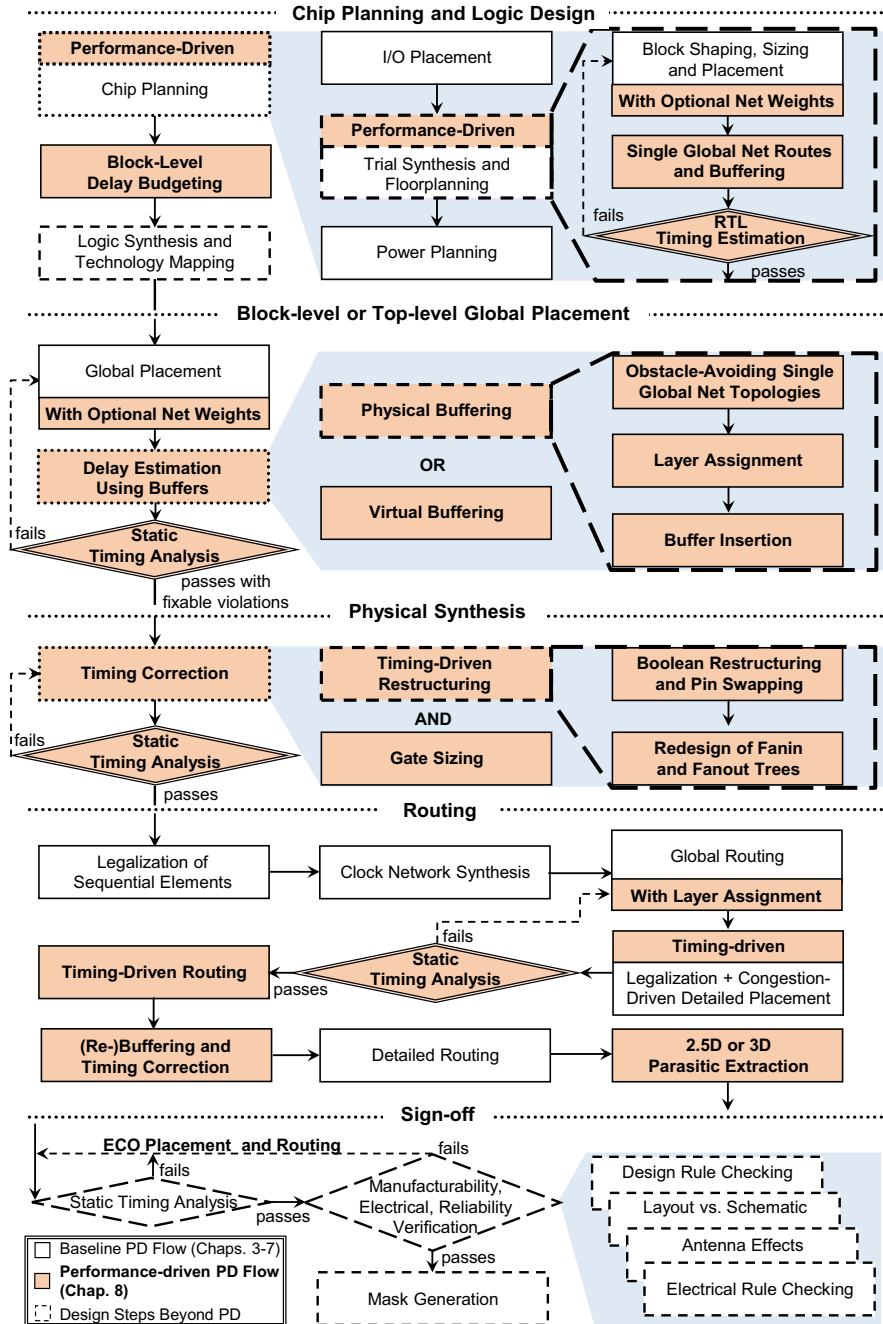 Chip Planning and Logic Design
Performance-Driven
Chip Planning
Block-Level
Delay Budgeting
Logic Synthesis and
Technology Mapping
I/O Placement
Performance-Driven
Trial Synthesis and
Floorplanning
Power Planning
Block Shaping, Sizing
and Placement
With Optional Net Weights
Single Global Net Routes
and Buffering
fails
RTL
Timing Estimation
passes
Block-level or Top-level Global Placement
Global Placement
With Optional Net Weights
Delay Estimation
Using Buffers
fails
Static
Timing Analysis
passes with
fixable violations
Physical Buffering
OR
Virtual Buffering
Obstacle-Avoiding Single
Global Net Topologies
Layer Assignment
Buffer Insertion
Physical Synthesis
Timing Correction
fails
Static
Timing Analysis
passes
Timing-Driven
Restructuring
AND
Gate Sizing
Boolean Restructuring
and Pin Swapping
Redesign of Fanin
and Fanout Trees
Routing
Legalization of
Sequential Elements
Clock Network Synthesis
Global Routing
With Layer Assignment
Timing-driven
Legalization + Congestion-
Driven Detailed Placement
fails
Static
Timing Analysis
passes
Timing-Driven Routing
(Re-)Buffering and
Timing Correction
Detailed Routing
2.5D or 3D
Parasitic Extraction
Sign-off
ECO Placement and Routing
fails
Static Timing Analysis
passes
fails
Manufacturability,
Electrical, Reliability
Verification
passes
Mask Generation
Design Rule Checking
Layout vs. Schematic
Antenna Effects
Electrical Rule Checking
Baseline PD Flow (Chaps. 3-7)
Performance-driven PD Flow
(Chap. 8)
Design Steps Beyond PD